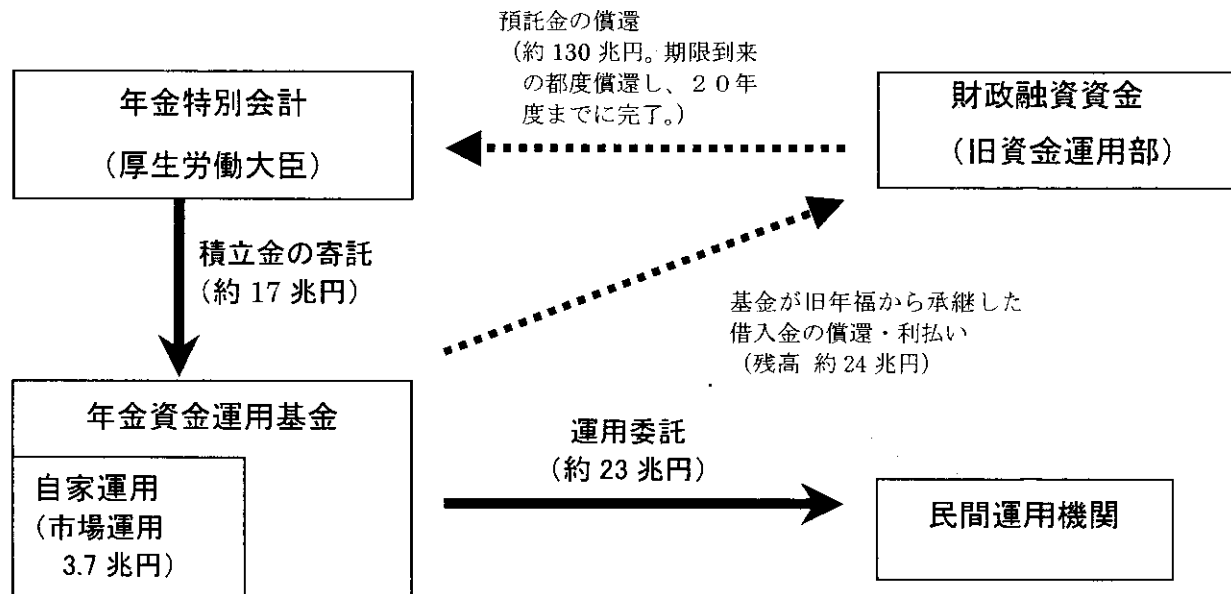 預託金の償還
(約 130 兆円。期限到来
の都度償還し、２０年
度までに完了。)
年金特別会計
(厚生労働大臣)
財政融資資金
(旧資金運用部)
積立金の寄託
(約 17 兆円)
基金が旧年福から承継した
借入金の償還・利払い
(残高 約 24 兆円)
年金資金運用基金
運用委託
(約 23 兆円)
自家運用
(市場運用
3.7 兆円)
民間運用機関